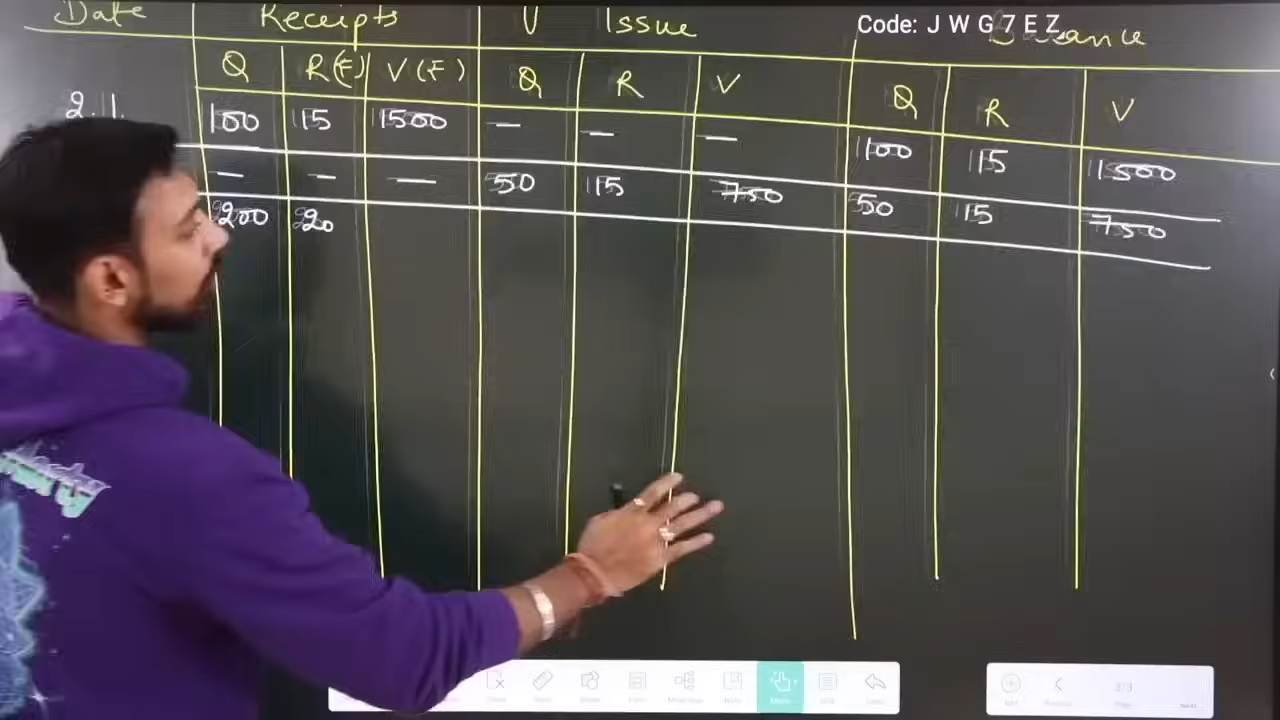 Date Receipts V Issue Balance
Code: J W G 7 E Z
Q R(₹) V(₹) Q R V Q R V
2.1. 100 15 1500 — — — 100 15 1500
— — — 50 15 750 50 15 750
200 20